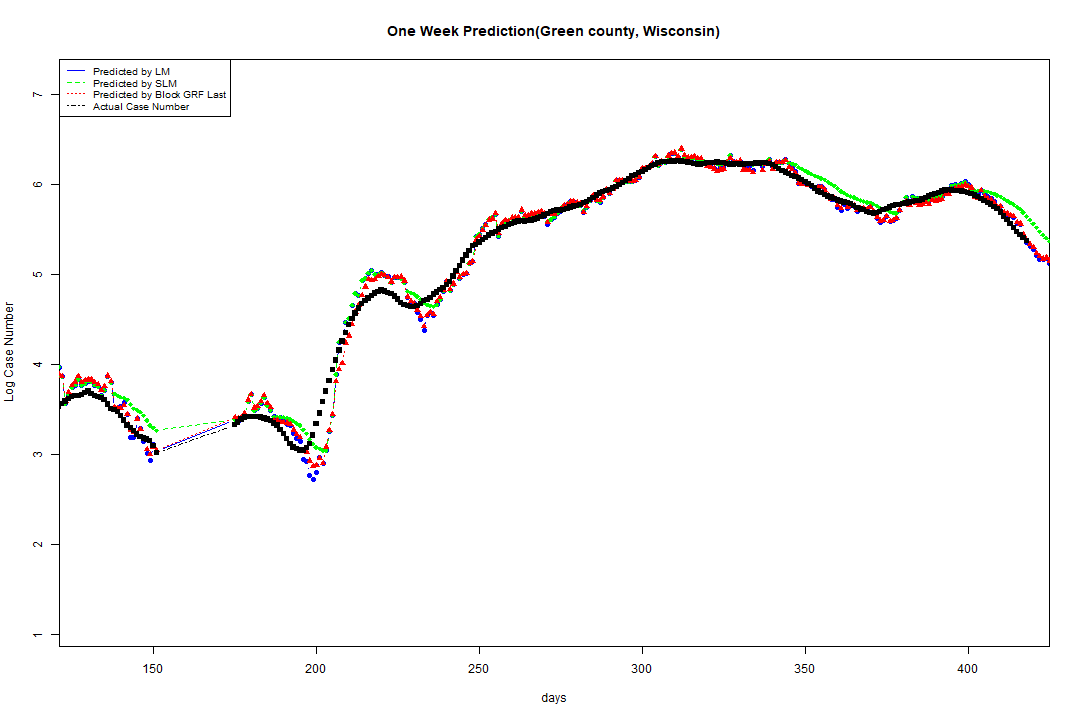 One Week Prediction(Green county, Wisconsin)
Predicted by LM
Predicted by SLM
Predicted by Block GRF Last
Actual Case Number
7
6
5
4
3
2
1
Log Case Number
150 200 250 300 350 400
days